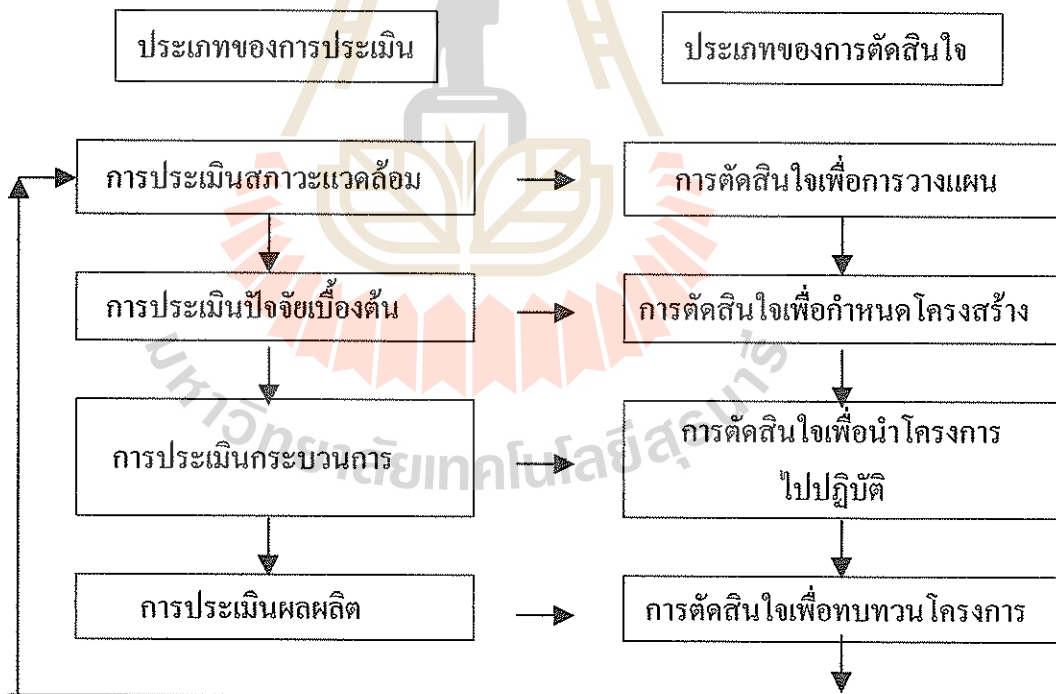 ประเภทของการประเมิน
ประเภทของการตัดสินใจ
การประเมินสภาวะแวดล้อม
การตัดสินใจเพื่อการวางแผน
การประเมินปัจจัยเบื้องต้น
การตัดสินใจเพื่อกำหนดโครงสร้าง
การประเมินกระบวนการ
การตัดสินใจเพื่อนำโครงการ
ไปปฏิบัติ
การประเมินผลผลิต
การตัดสินใจเพื่อทบทวนโครงการ
มหาวิทยาลัยเทคโนโลยีสุรนารี